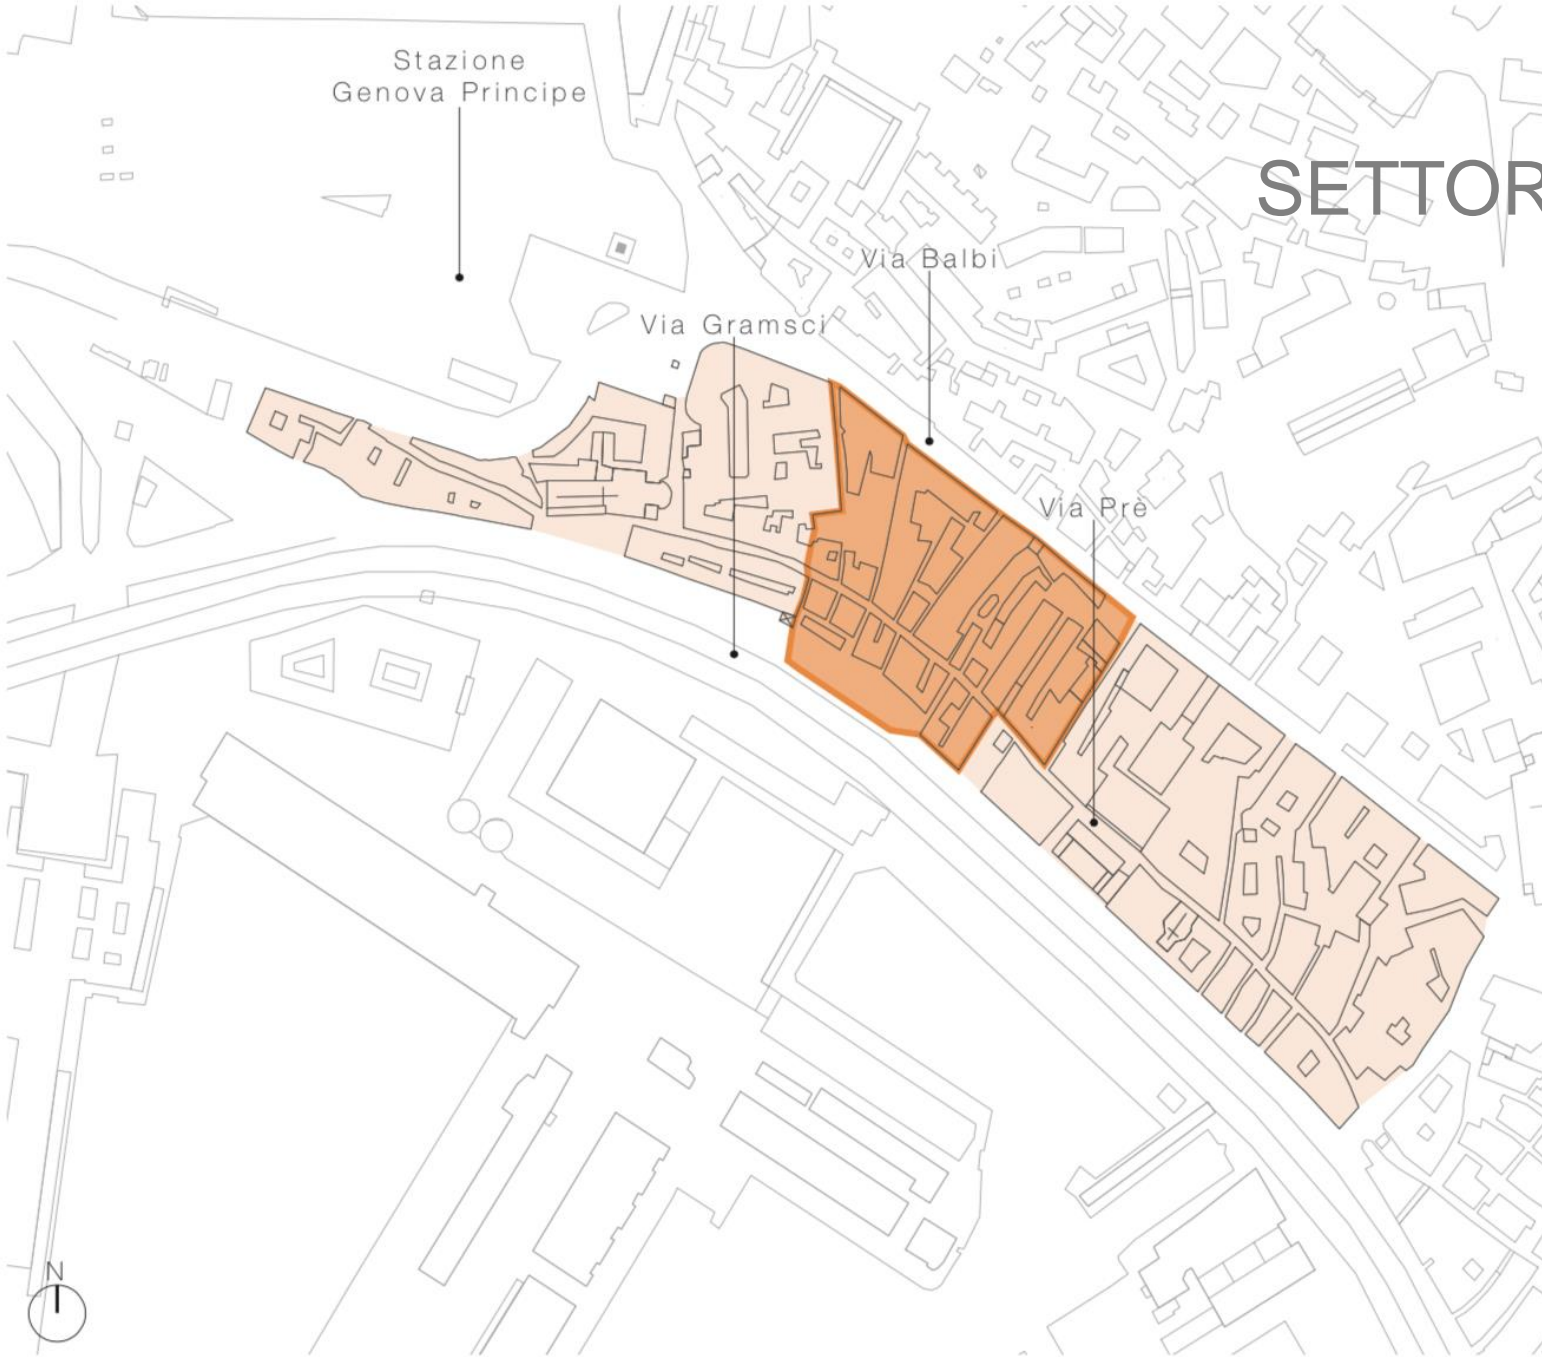 Stazione
Genova Principe
SETTOR
Via Balbi
Via Gramsci
Via Prè
N